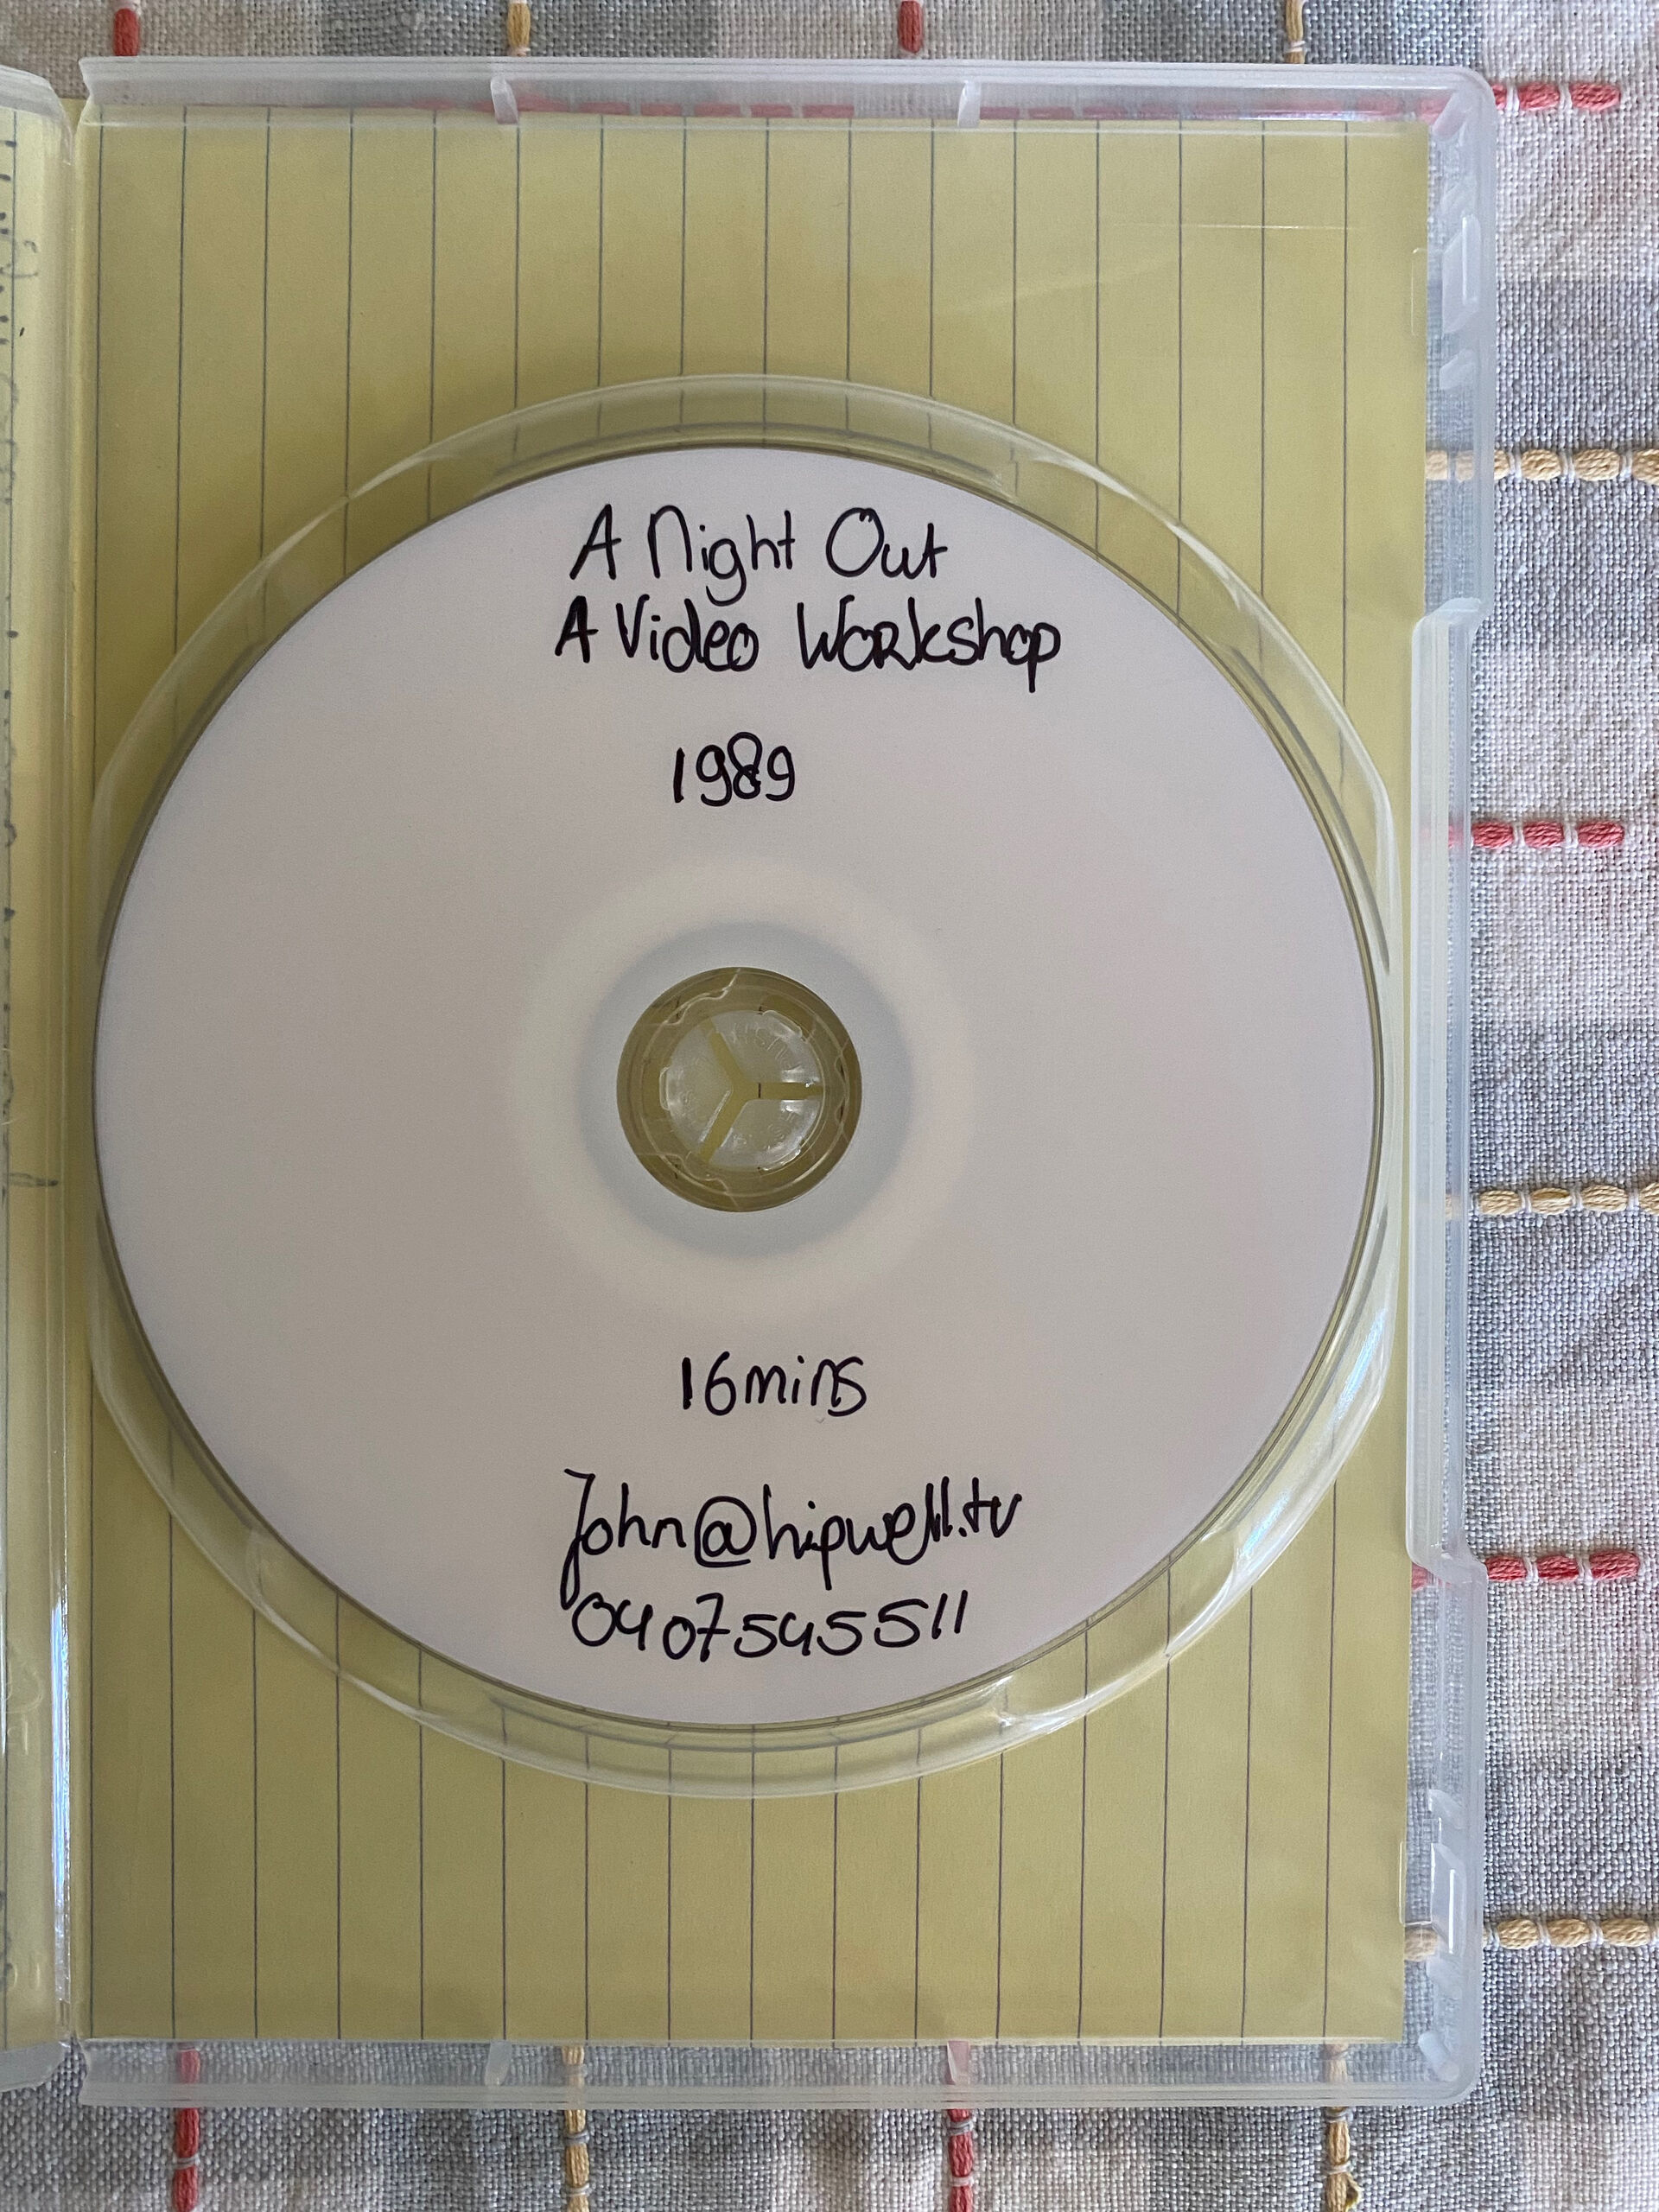 A Night Out
A Video Workshop
1989
16mins
John@hipwell.tv
0407545511